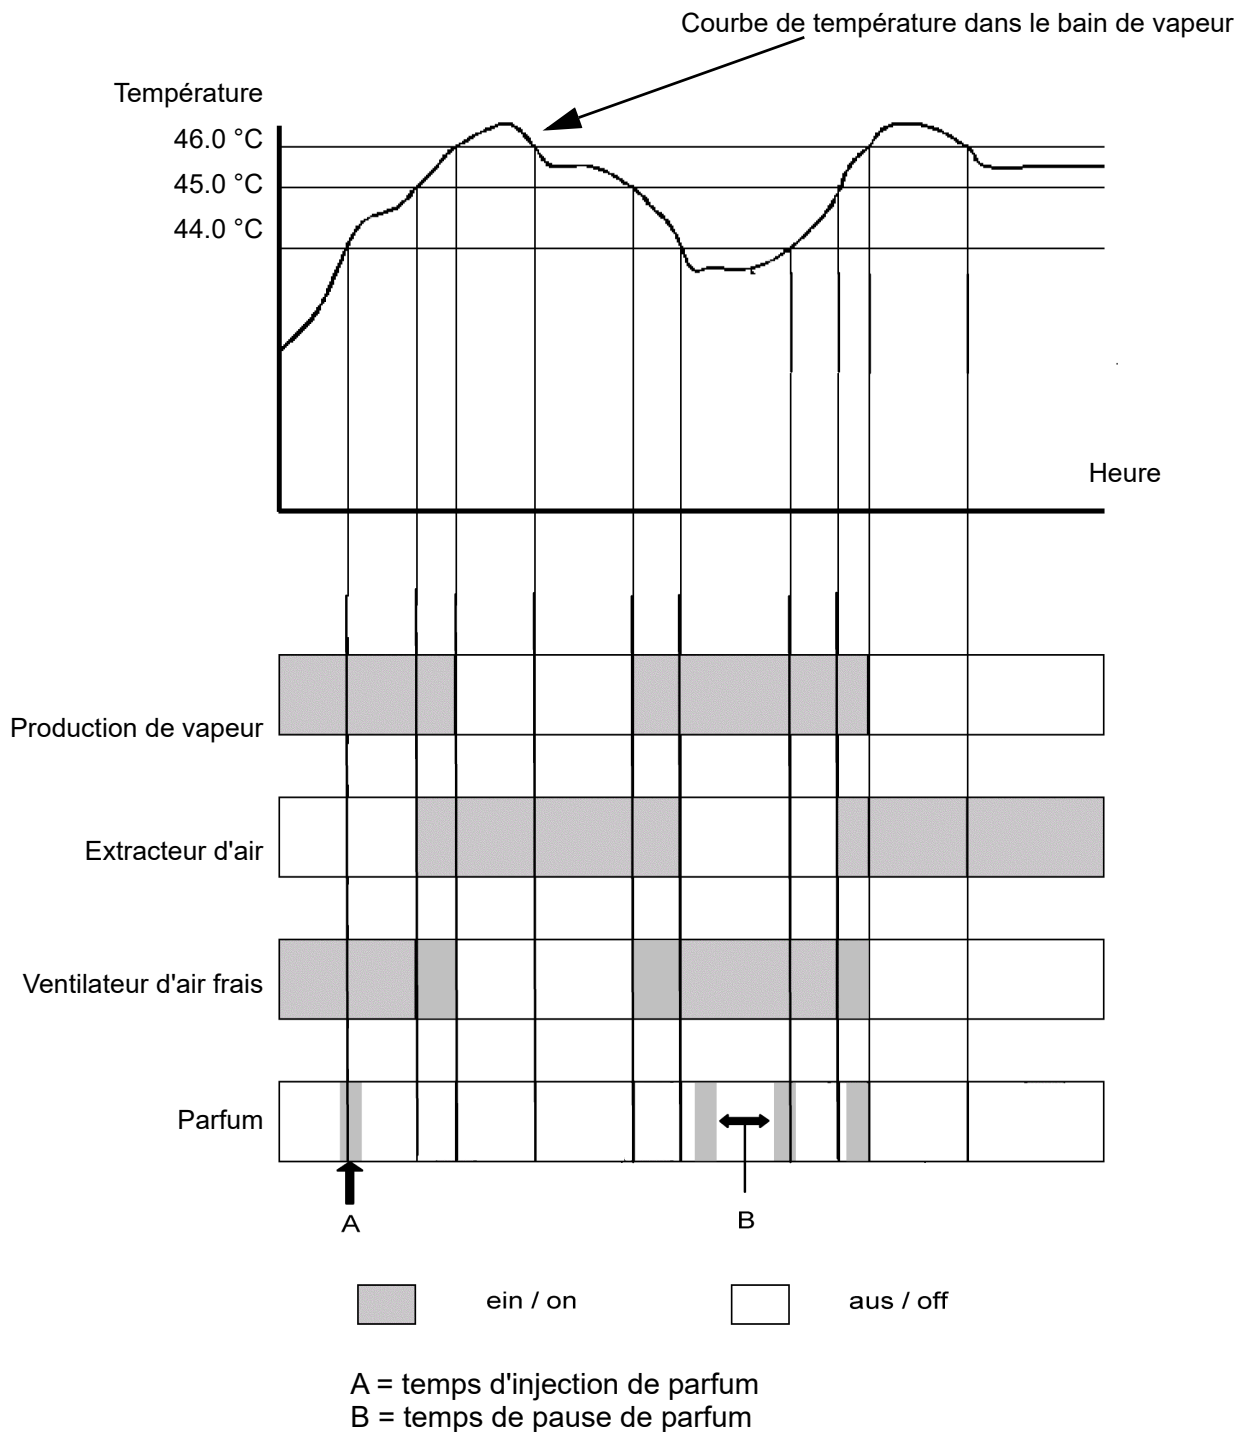 Courbe de température dans le bain de vapeur
Température
46.0 °C
45.0 °C
44.0 °C
Heure
Production de vapeur
Extracteur d'air
Ventilateur d'air frais
Parfum
A
B
ein / on
aus / off
A = temps d'injection de parfum
B = temps de pause de parfum